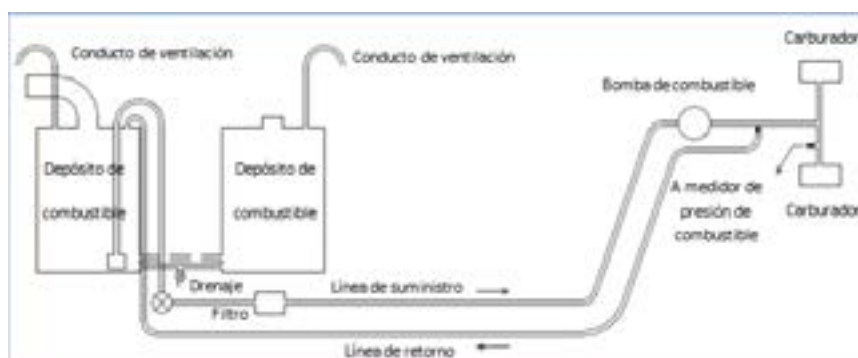 Conducto de ventilación
Conducto de ventilación
Carburador
Bomba de combustible
Depósito de
combustible
Depósito de
combustible
A medidor de
presión de
combustible
Carburador
Drenaje
Filtro
Línea de suministro
Línea de retorno